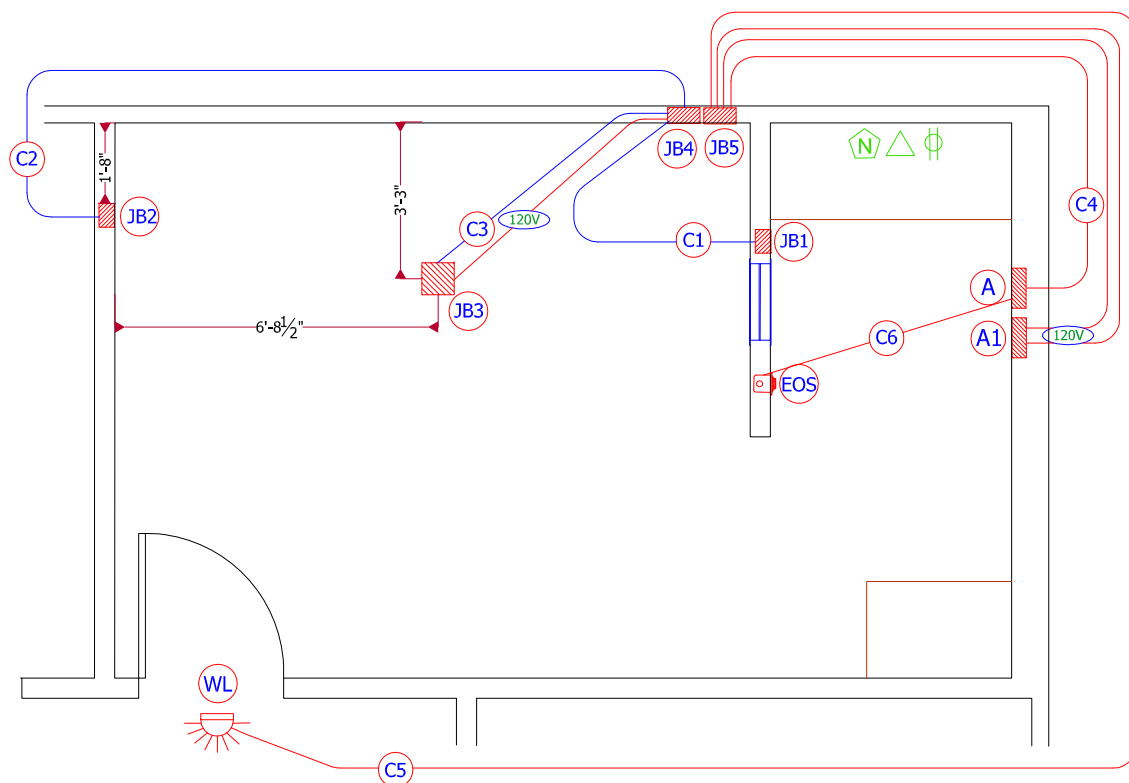 C2
1'-8"
JB2
3'-3"
C3
120V
JB4
JB5
N
C4
C1
JB1
JB3
6'-8½"
A
A1
120V
C6
EOS
WL
C5